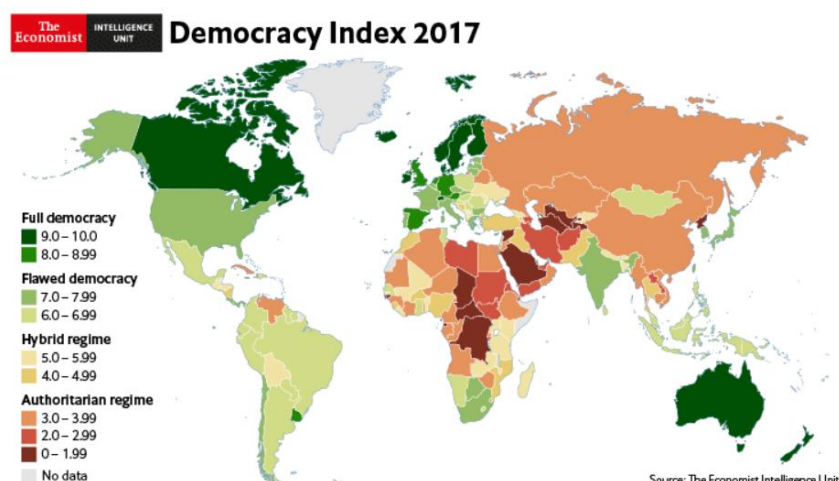 The Economist
INTELLIGENCE UNIT
Democracy Index 2017
Full democracy
9.0 – 10.0
8.0 – 8.99
Flawed democracy
7.0 – 7.99
6.0 – 6.99
Hybrid regime
5.0 – 5.99
4.0 – 4.99
Authoritarian regime
3.0 – 3.99
2.0 – 2.99
0 – 1.99
No data
Source: The Economist Intelligence Unit